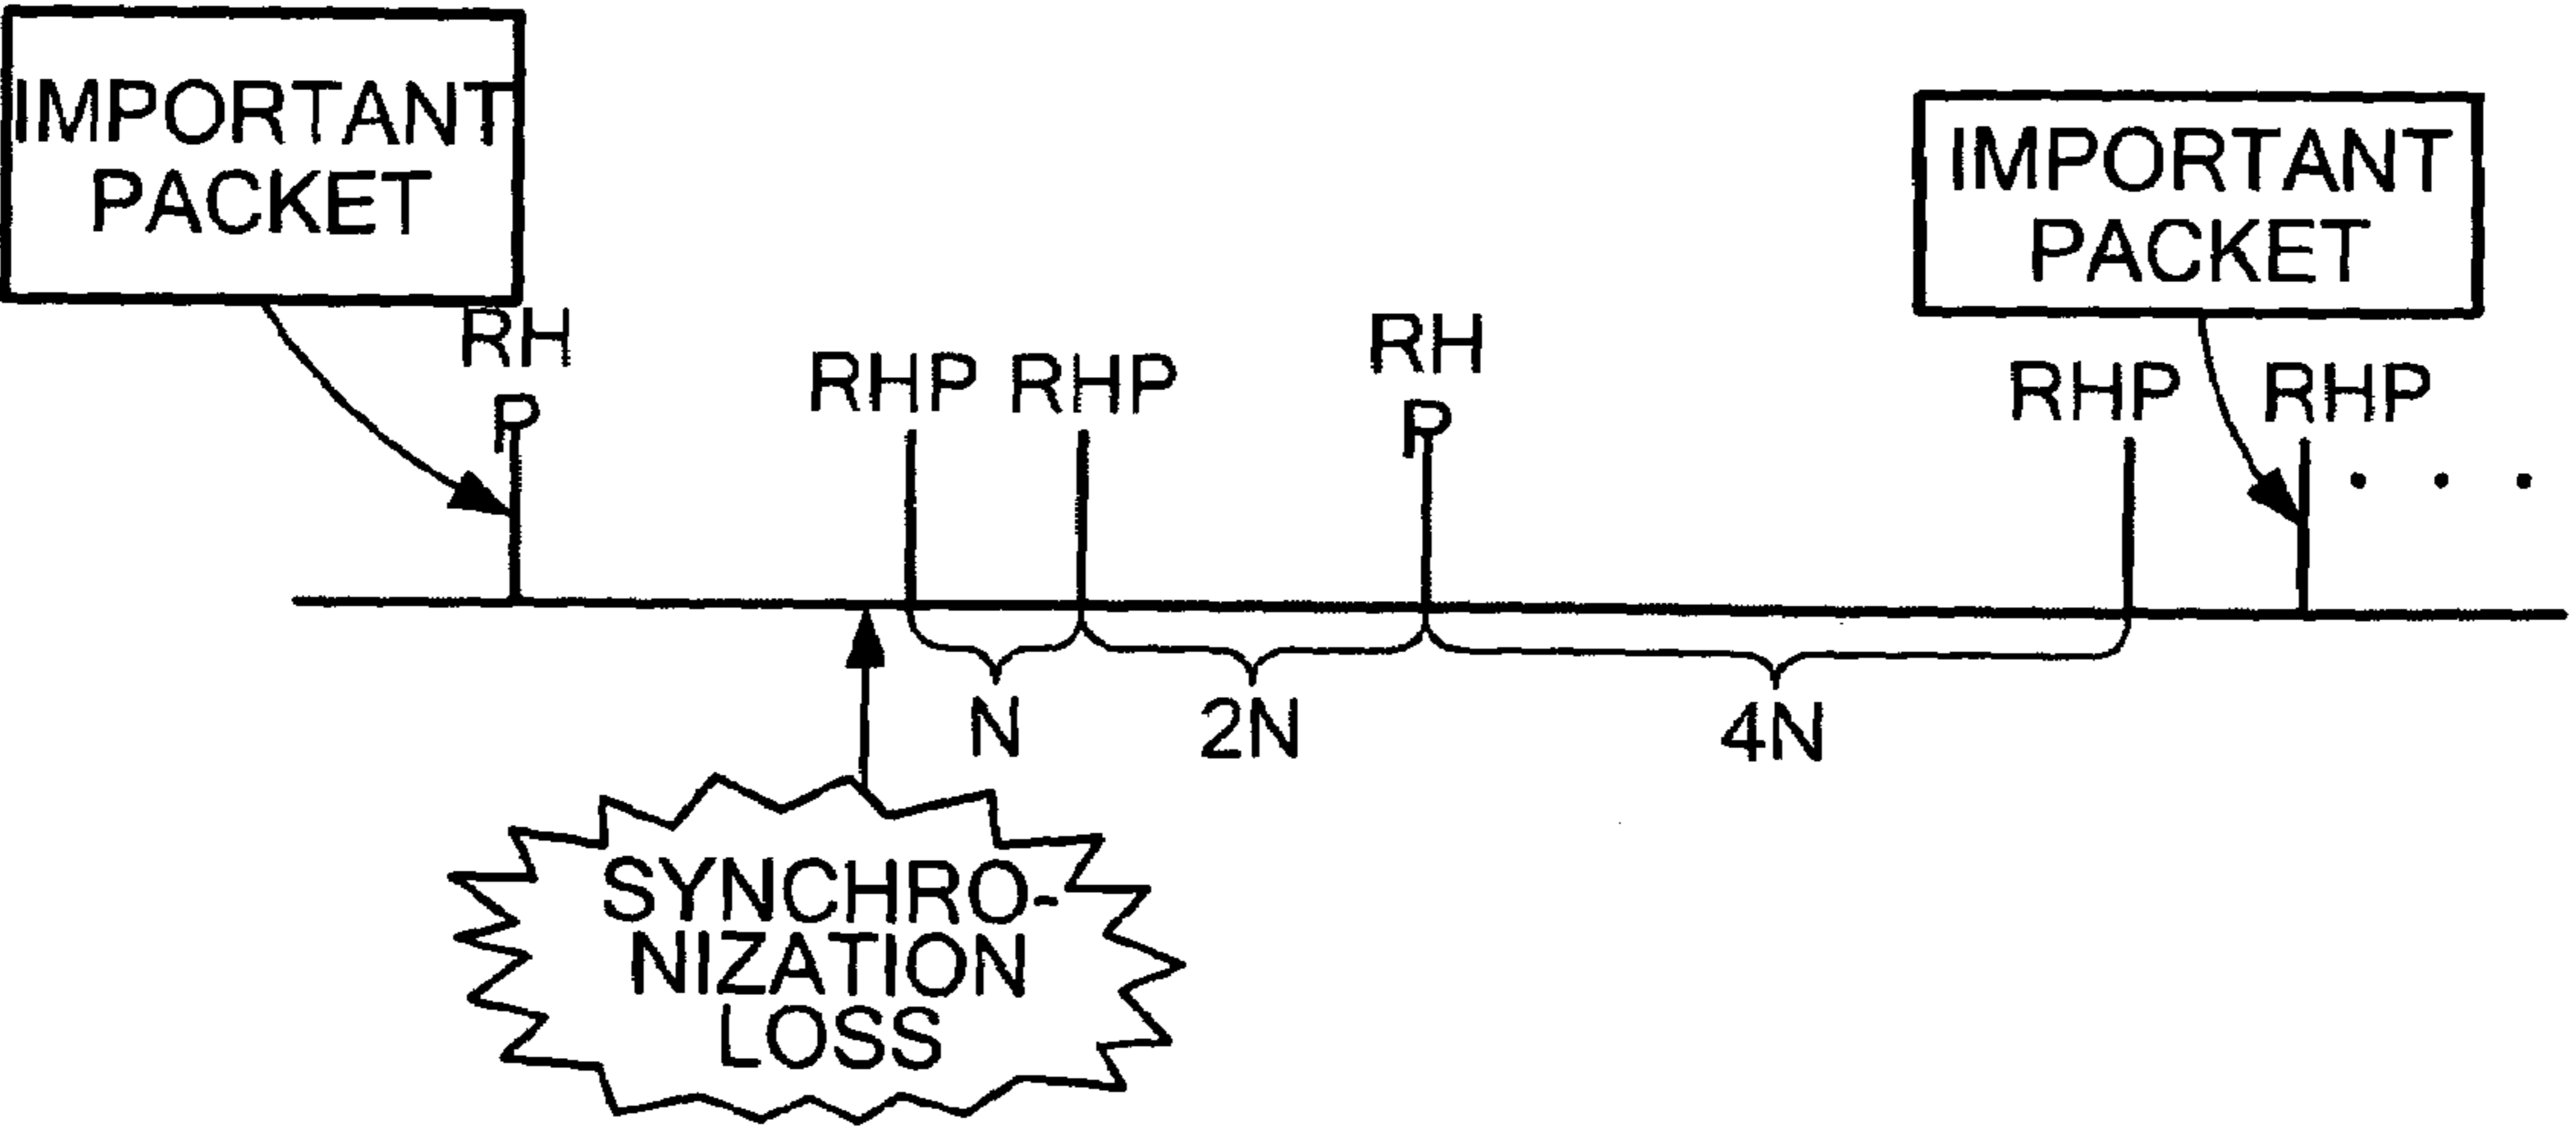 IMPORTANT
PACKET
IMPORTANT
PACKET
RH
P
RHP
RHP
RH
P
RHP
RHP
. . .
N
2N
4N
SYNCHRO-
NIZATION
LOSS